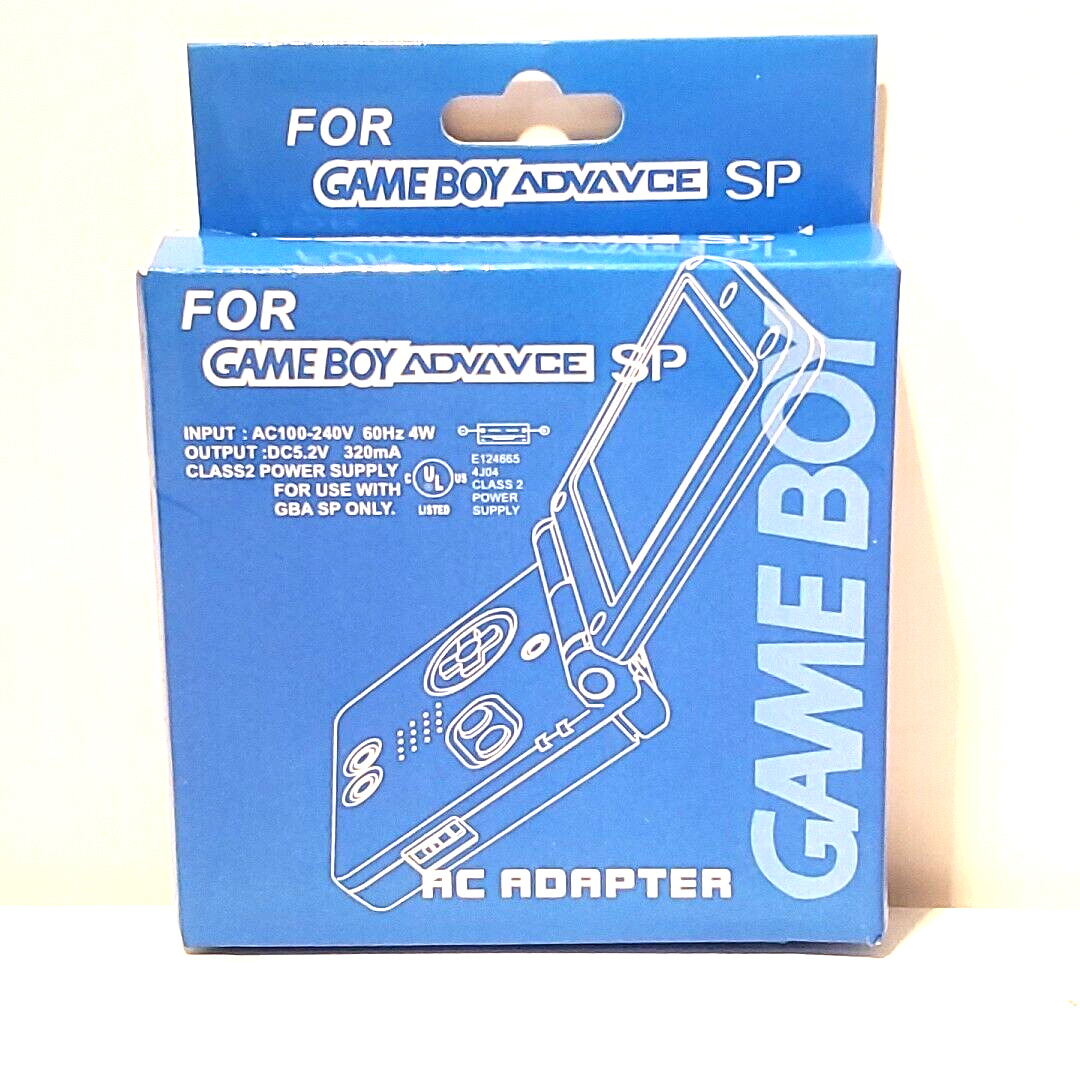 FOR
GAME BOY ADVAVCE SP
FOR
GAME BOY ADVAVCE SP
INPUT : AC100-240V 60Hz 4W
OUTPUT :DC5.2V 320mA
CLASS2 POWER SUPPLY
FOR USE WITH
GBA SP ONLY.
C UL US
LISTED
E124665
4J04
CLASS 2
POWER
SUPPLY
GAME BOY
AC ADAPTER